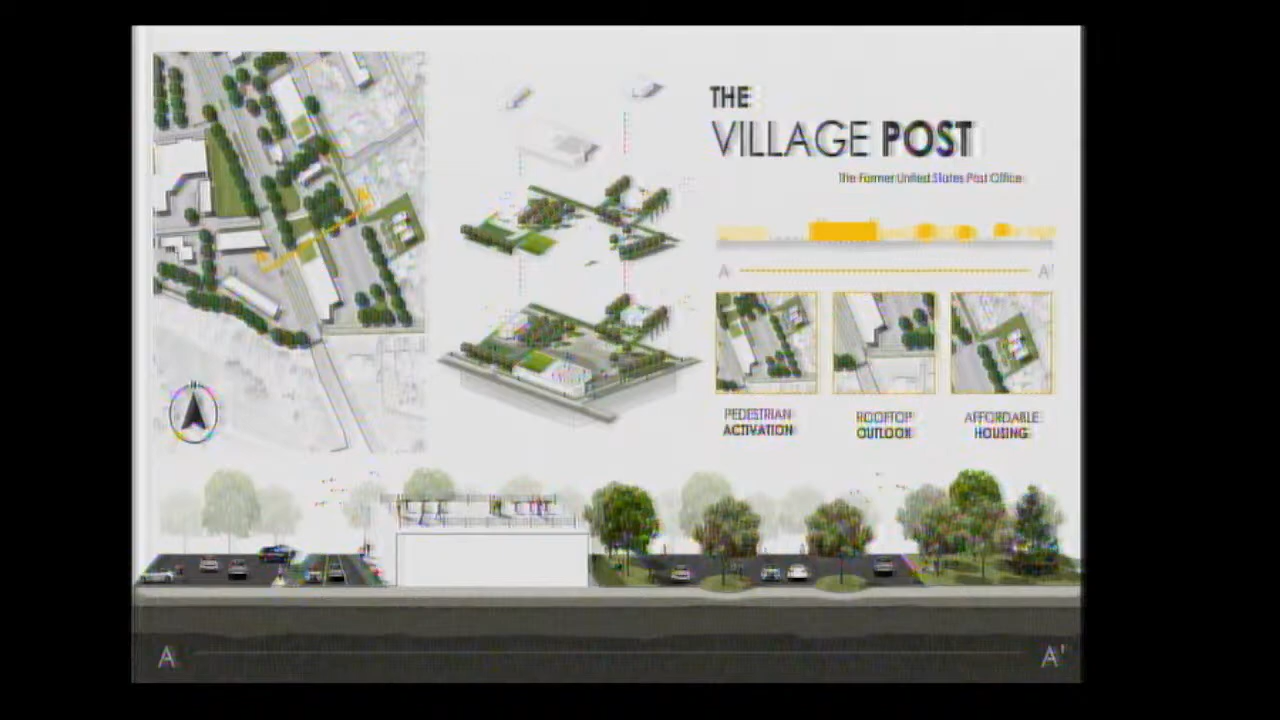 THE
VILLAGE POST
The Former United States Post Office
A A'
PEDESTRIAN
ACTIVATION
ROOFTOP
OUTLOOK
AFFORDABLE
HOUSING
N
A A'